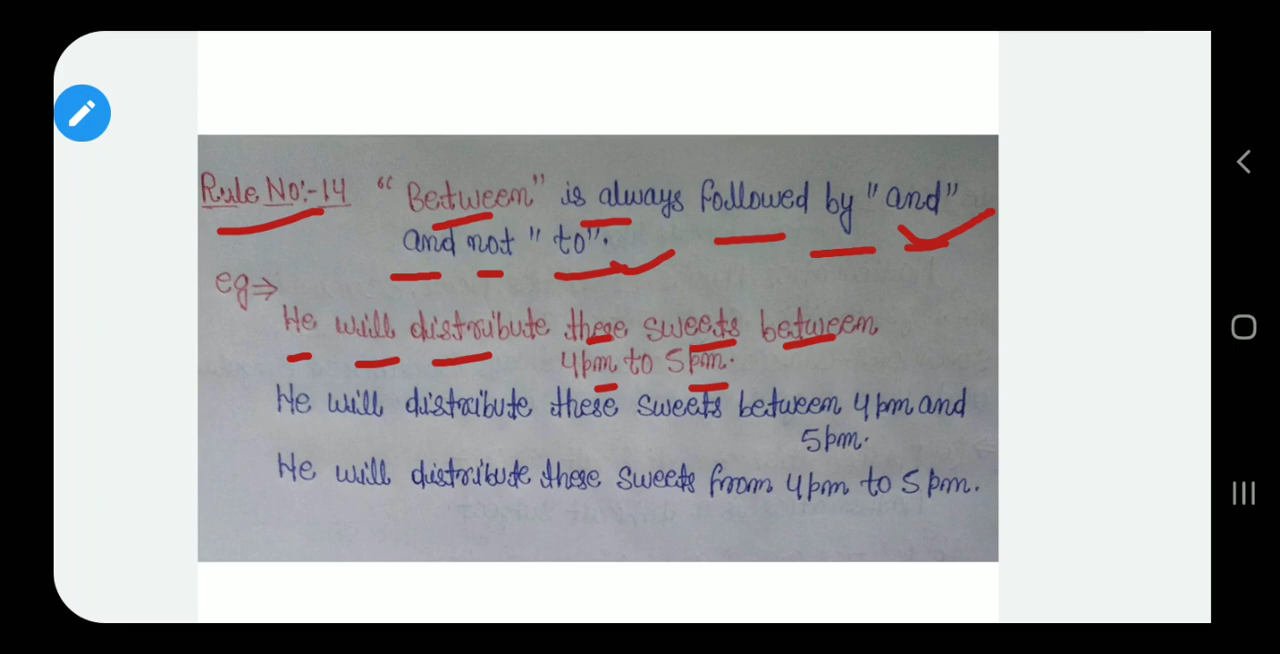 Rule No:-14 "Between" is always followed by "and"
and not "to".
eg⇒
He will distribute these sweets between
4pm to 5pm.
He will distribute these sweets between 4pm and
5pm.
He will distribute these sweets from 4pm to 5pm.